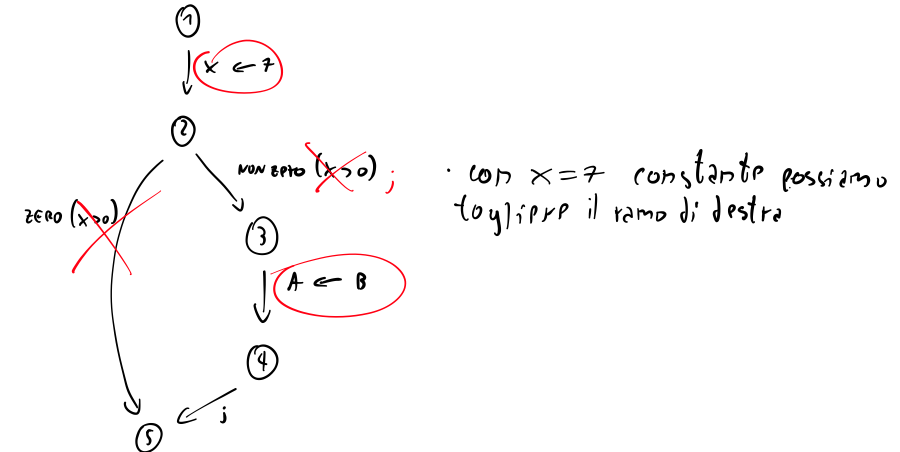 1
x ← 7
2
NON ZERO (x>0) ;
ZERO (x>0)
3
A ← B
4
;
5
· con x=7 constante possiamo
togliere il ramo di destra